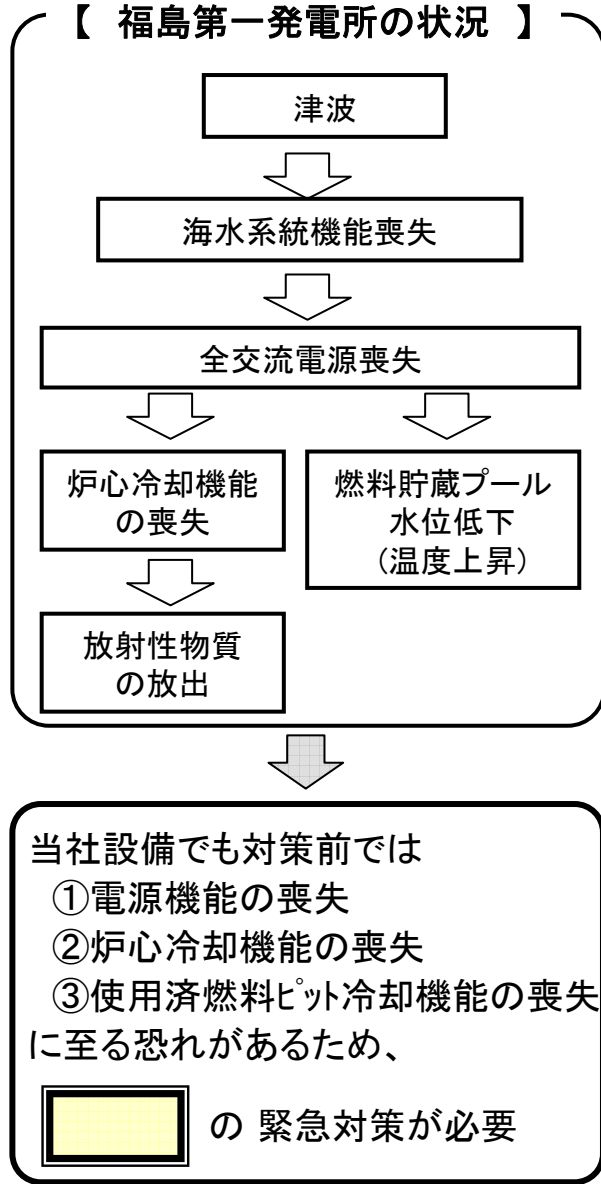 【 福島第一発電所の状況 】
津波
海水系統機能喪失
全交流電源喪失
炉心冷却機能
の喪失
燃料貯蔵プール
水位低下
(温度上昇)
放射性物質
の放出
当社設備でも対策前では
①電源機能の喪失
②炉心冷却機能の喪失
③使用済燃料ﾋﾟｯﾄ冷却機能の喪失
に至る恐れがあるため、
の 緊急対策が必要